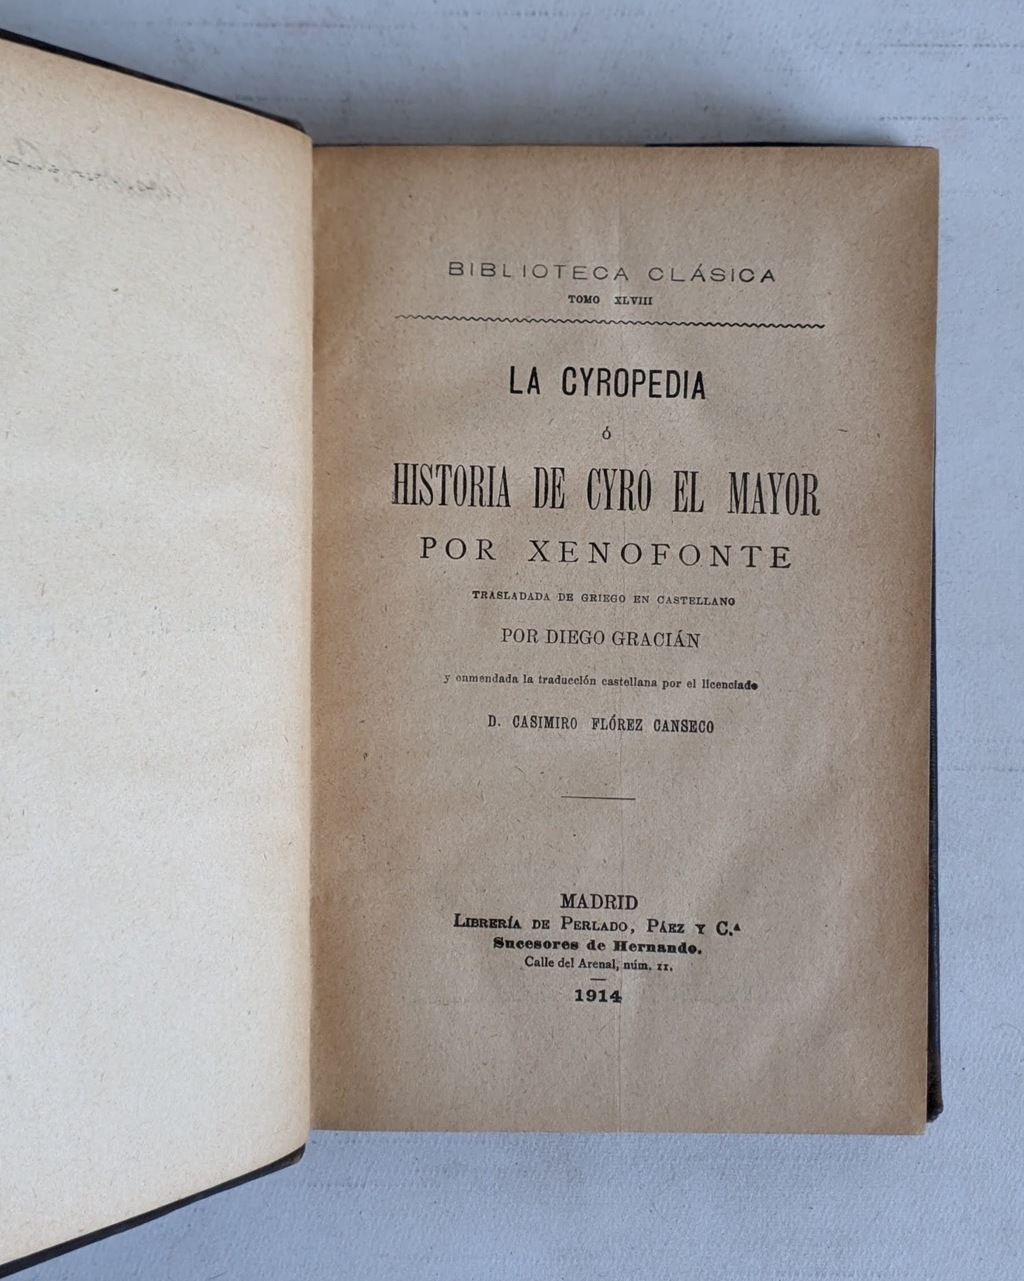 BIBLIOTECA CLÁSICA
TOMO XLVIII
LA CYROPEDIA
ó
HISTORIA DE CYRO EL MAYOR
POR XENOFONTE
TRASLADADA DE GRIEGO EN CASTELLANO
POR DIEGO GRACIÁN
y enmendada la traducción castellana por el licenciado
D. CASIMIRO FLÓREZ CANSECO
MADRID
LIBRERÍA DE PERLADO, PÁEZ Y C.ª
Sucesores de Hernando.
Calle del Arenal, núm. 11.
1914